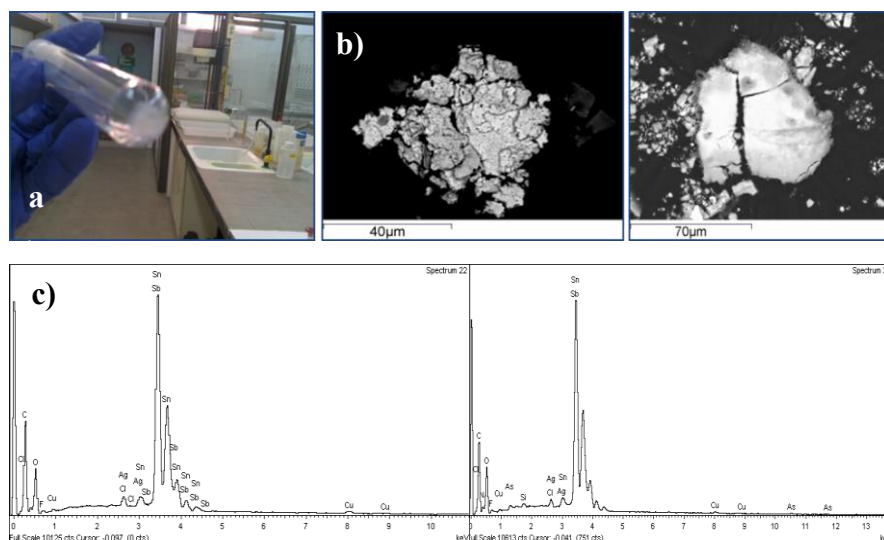 a
b)
40µm
70µm
c)
Spectrum 22
Sn
Sb
Sn
C
Sb
Sn
Sn
Cl
O
Ag
Sn
Sb
Sb
F
Cu
Cl
Cl
Sb
Sb
Cu
Cu
0 1 2 3 4 5 6 7 8 9 10
Full Scale 10125 cts Cursor: -0.097 (0 cts)
keV
Sn
Sb
C
Cl
O
As
Ag
Sn
N
F
Cu
Si
Cl
Ag
Cu
Cu
As
As
0 1 2 3 4 5 6 7 8 9 10 11 12 13
Full Scale 10613 cts Cursor: -0.041 (751 cts)